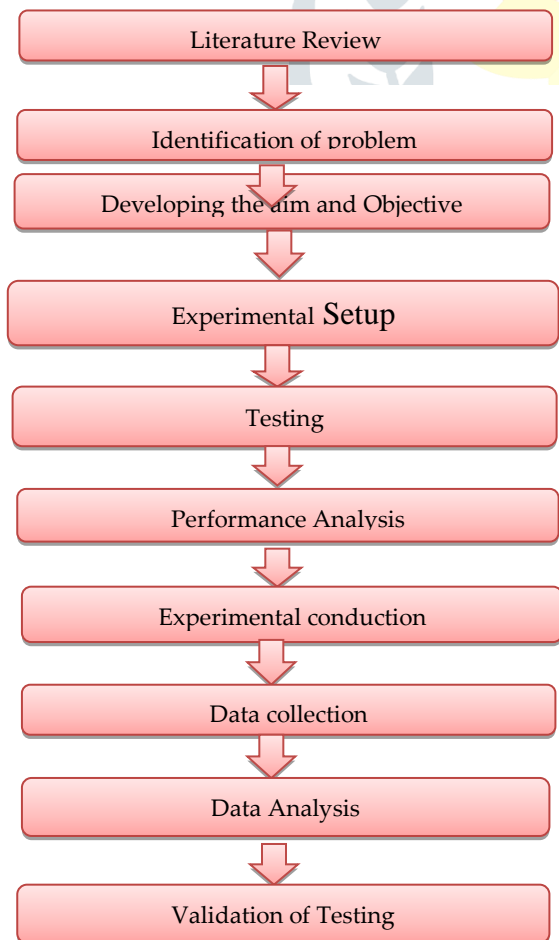 Literature Review
Identification of problem
Developing the aim and Objective
Experimental Setup
Testing
Performance Analysis
Experimental conduction
Data collection
Data Analysis
Validation of Testing